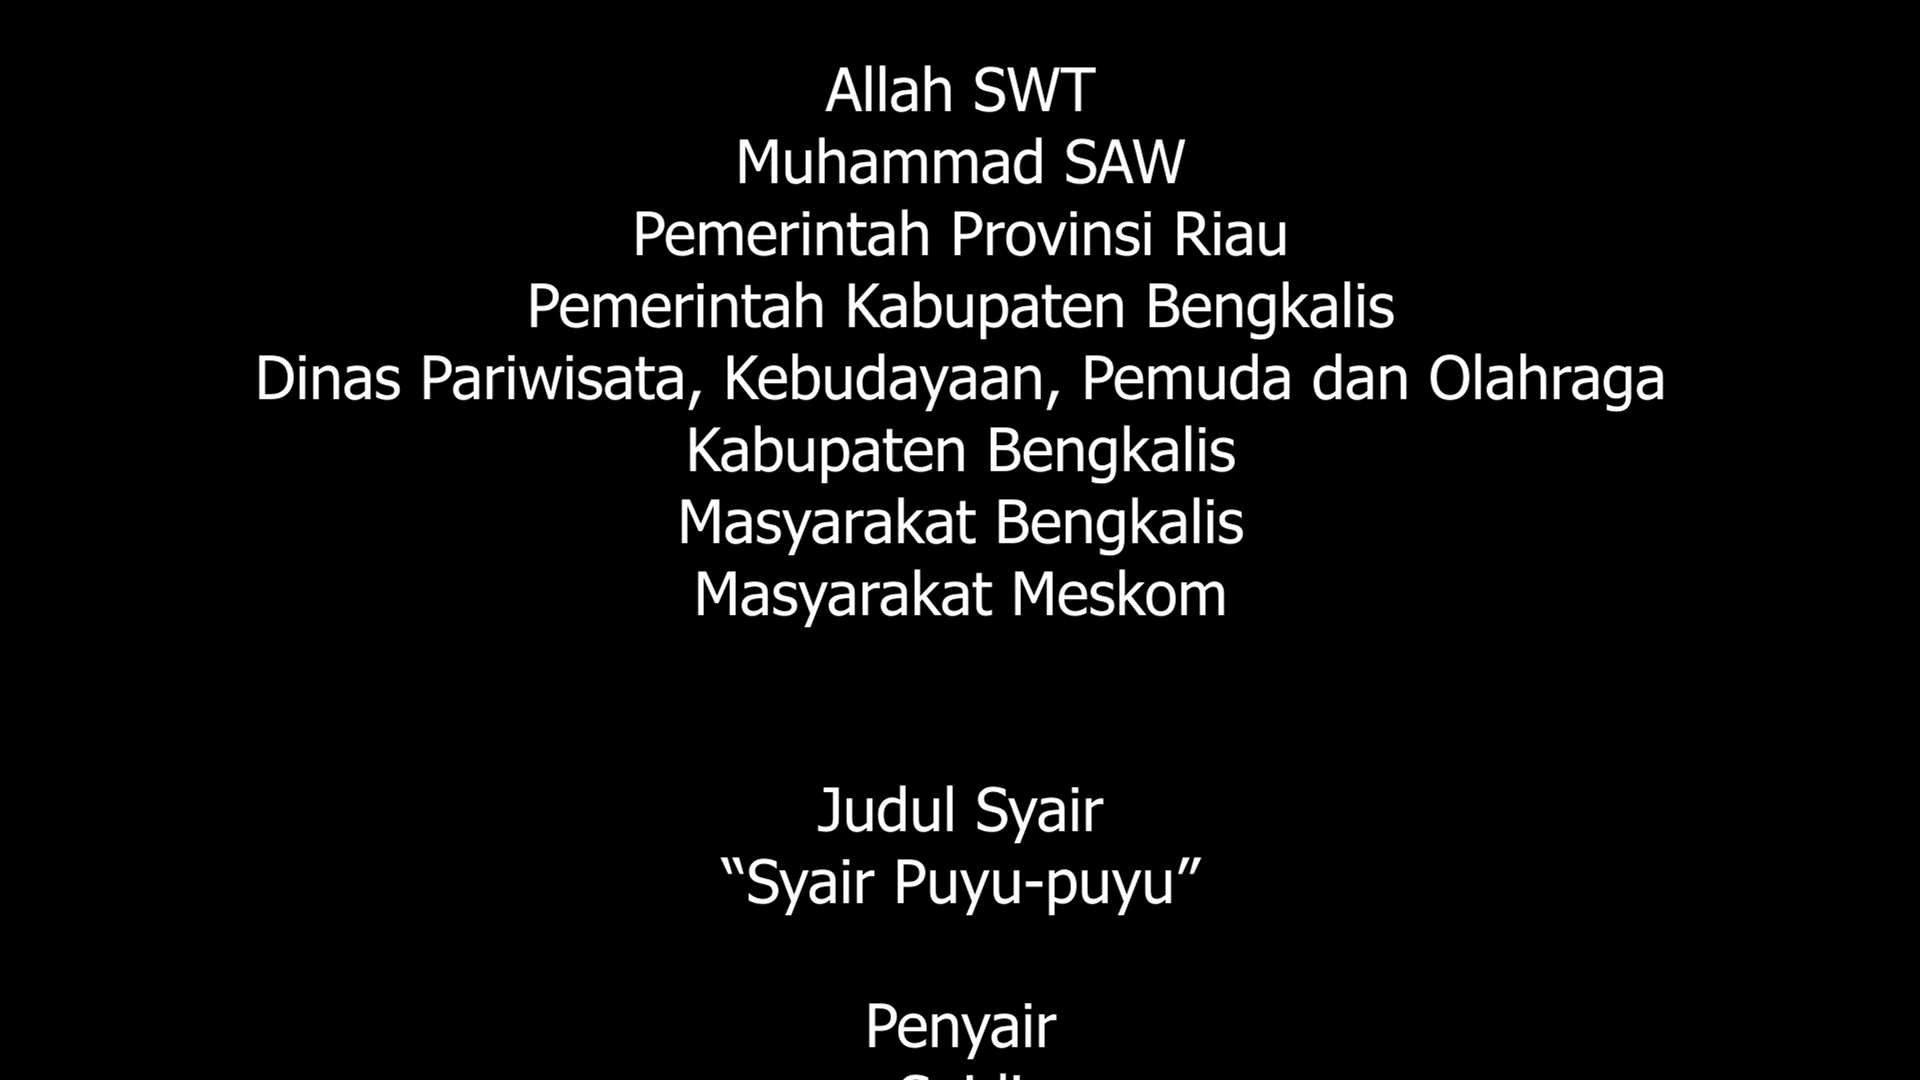 Allah SWT
Muhammad SAW
Pemerintah Provinsi Riau
Pemerintah Kabupaten Bengkalis
Dinas Pariwisata, Kebudayaan, Pemuda dan Olahraga
Kabupaten Bengkalis
Masyarakat Bengkalis
Masyarakat Meskom
Judul Syair
“Syair Puyu-puyu”
Penyair